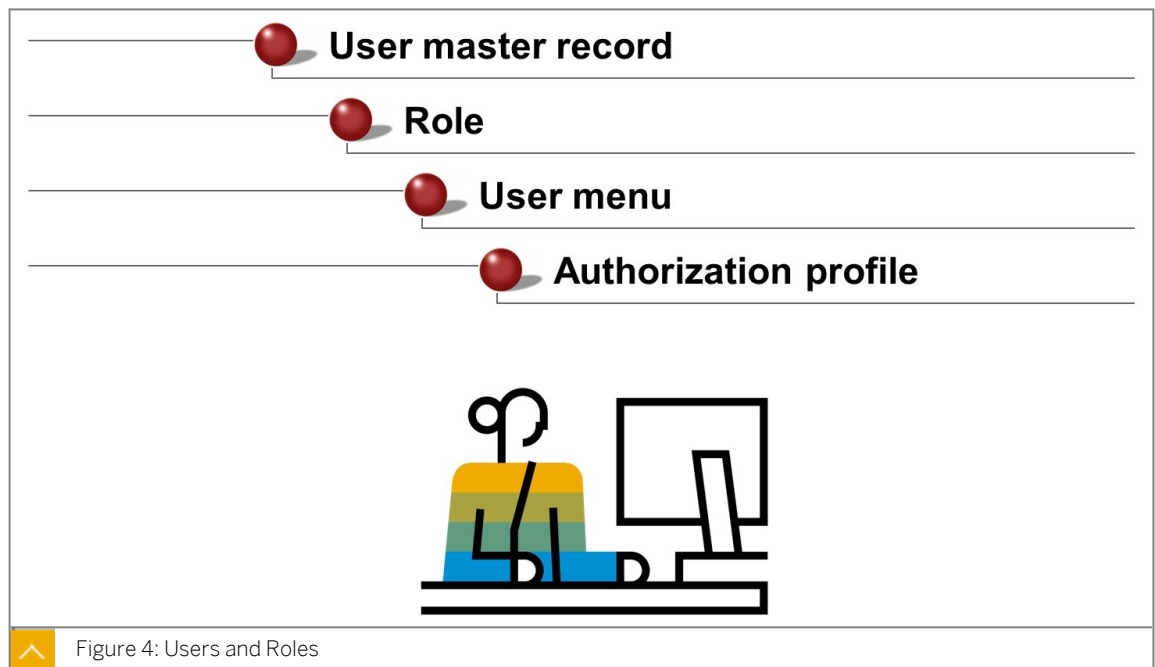 User master record
Role
User menu
Authorization profile
Figure 4: Users and Roles